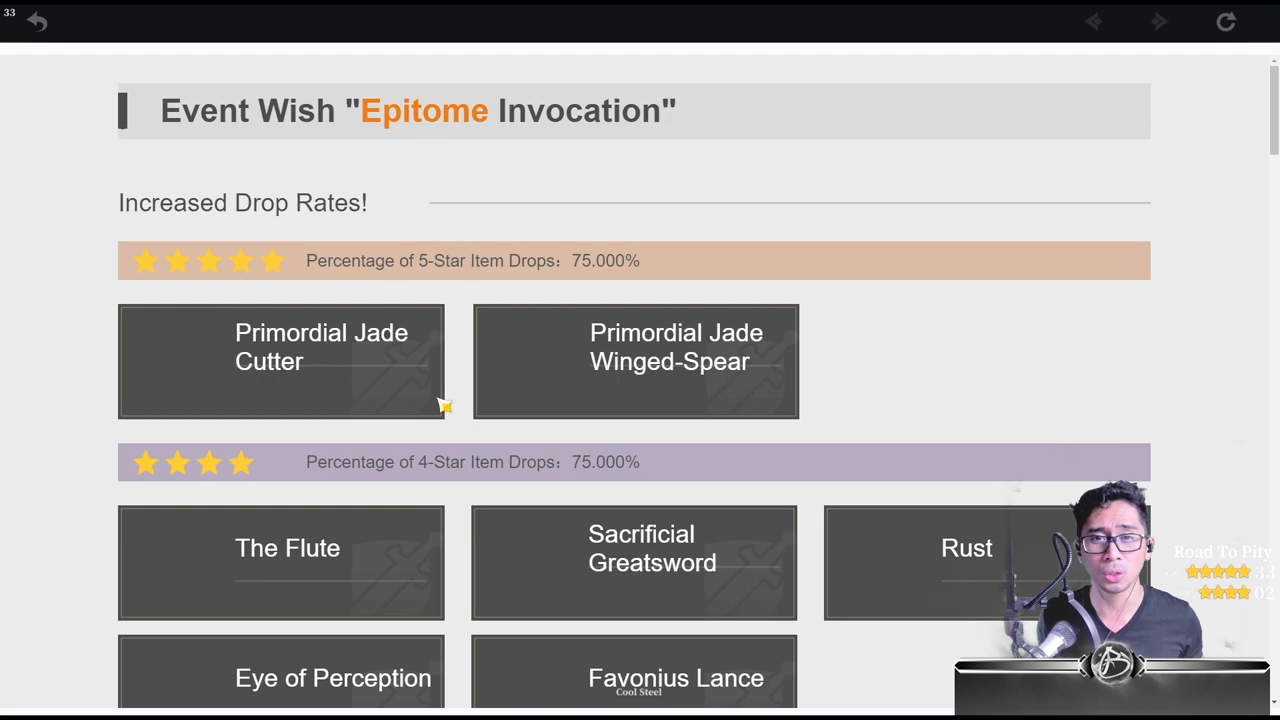 33
Event Wish "Epitome Invocation"
Increased Drop Rates!
Percentage of 5-Star Item Drops: 75.000%
Primordial Jade
Cutter
Primordial Jade
Winged-Spear
Percentage of 4-Star Item Drops: 75.000%
The Flute
Sacrificial
Greatsword
Rust
Road To Pity
33
02
Eye of Perception
Favonius Lance
Cool Steel